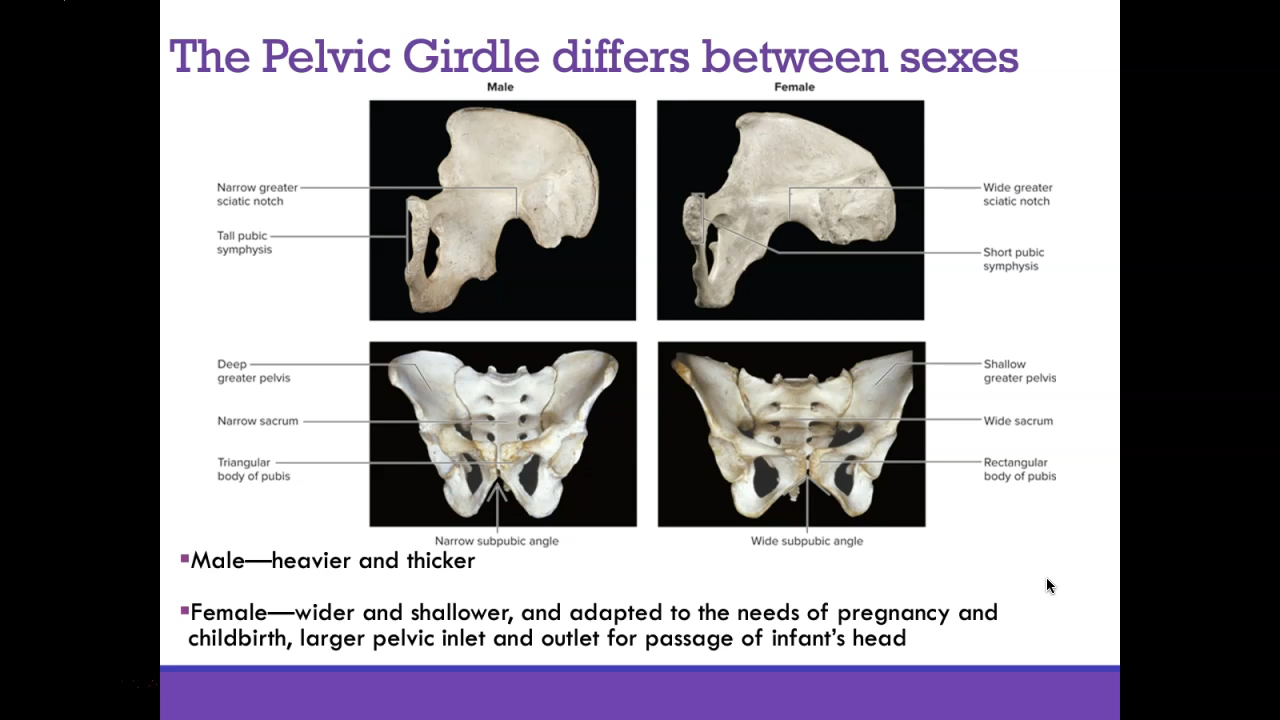 The Pelvic Girdle differs between sexes
Male
Female
Narrow greater
sciatic notch
Tall pubic
symphysis
Wide greater
sciatic notch
Short pubic
symphysis
Deep
greater pelvis
Narrow sacrum
Triangular
body of pubis
Shallow
greater pelvis
Wide sacrum
Rectangular
body of pubis
Narrow subpubic angle
Wide subpubic angle
▪Male—heavier and thicker
▪Female—wider and shallower, and adapted to the needs of pregnancy and
childbirth, larger pelvic inlet and outlet for passage of infant’s head